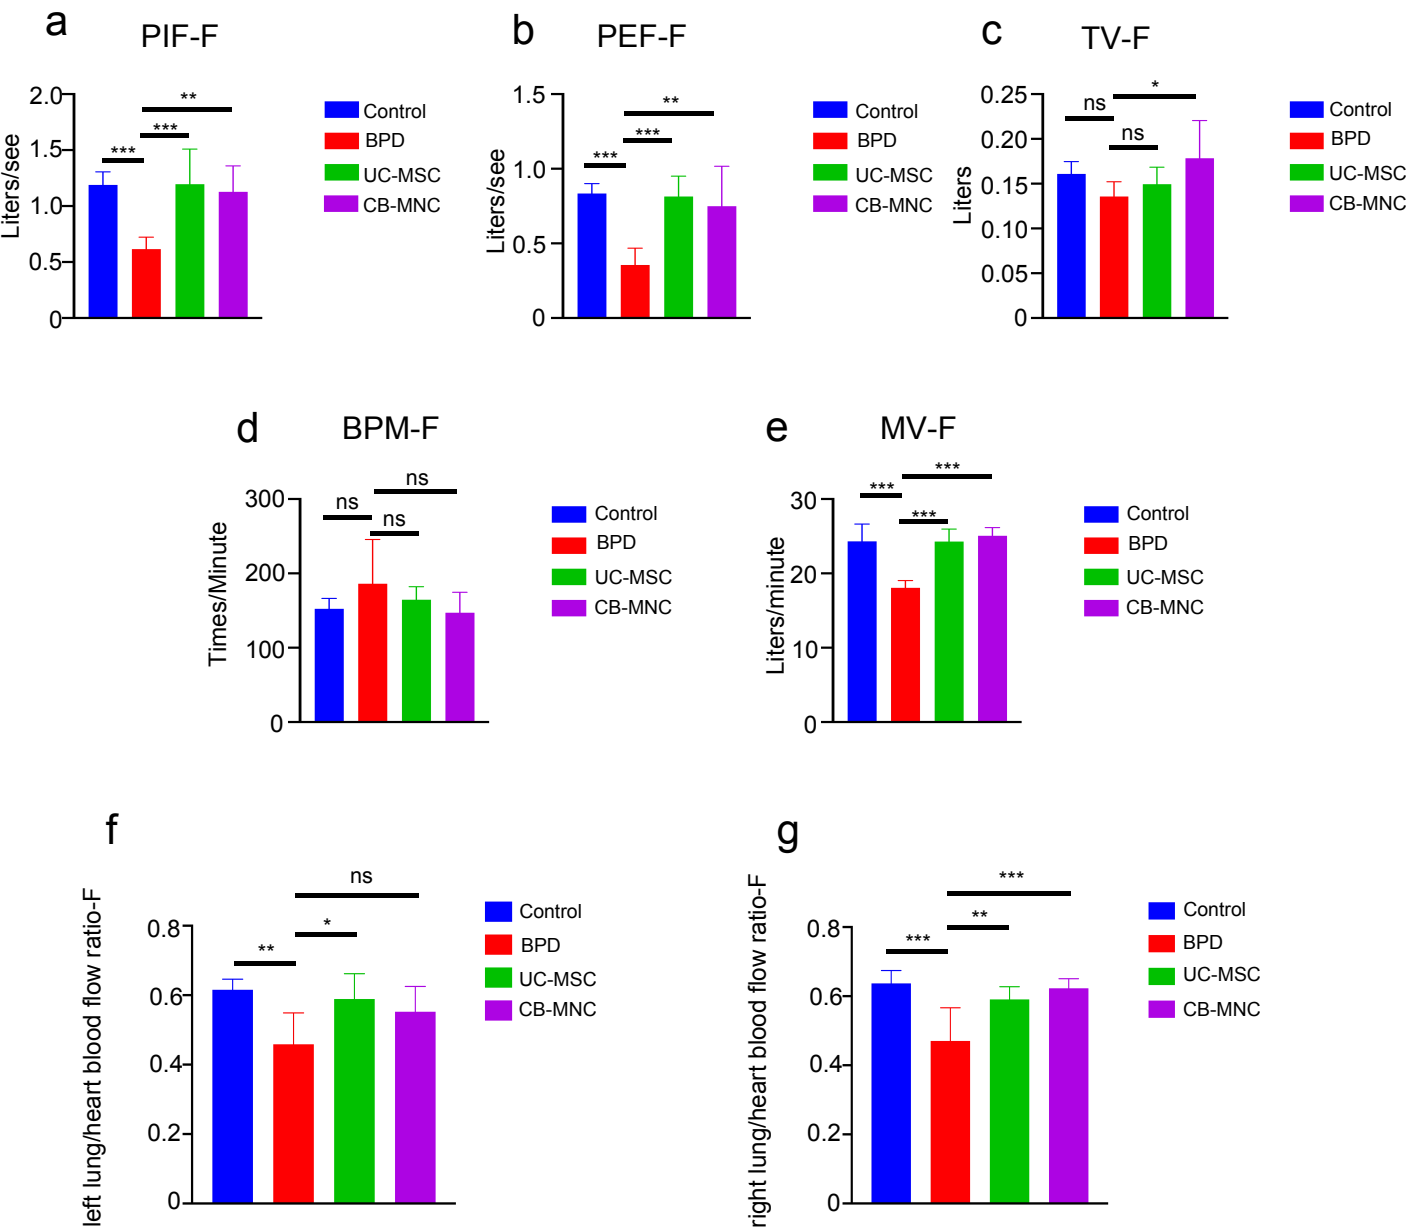 a
PIF-F
2.0
1.5
1.0
0.5
0
Liters/see
**
***
***
Control
BPD
UC-MSC
CB-MNC
b
PEF-F
1.5
1.0
0.5
0
Liters/see
**
***
***
Control
BPD
UC-MSC
CB-MNC
c
TV-F
0.25
0.20
0.15
0.10
0.05
0
Liters
*
ns
ns
Control
BPD
UC-MSC
CB-MNC
d
BPM-F
300
200
100
0
Times/Minute
ns
ns
ns
Control
BPD
UC-MSC
CB-MNC
e
MV-F
30
20
10
0
Liters/minute
***
***
***
Control
BPD
UC-MSC
CB-MNC
f
0.8
0.6
0.4
0.2
0
left lung/heart blood flow ratio-F
ns
*
**
Control
BPD
UC-MSC
CB-MNC
g
0.8
0.6
0.4
0.2
0
right lung/heart blood flow ratio-F
***
**
***
Control
BPD
UC-MSC
CB-MNC